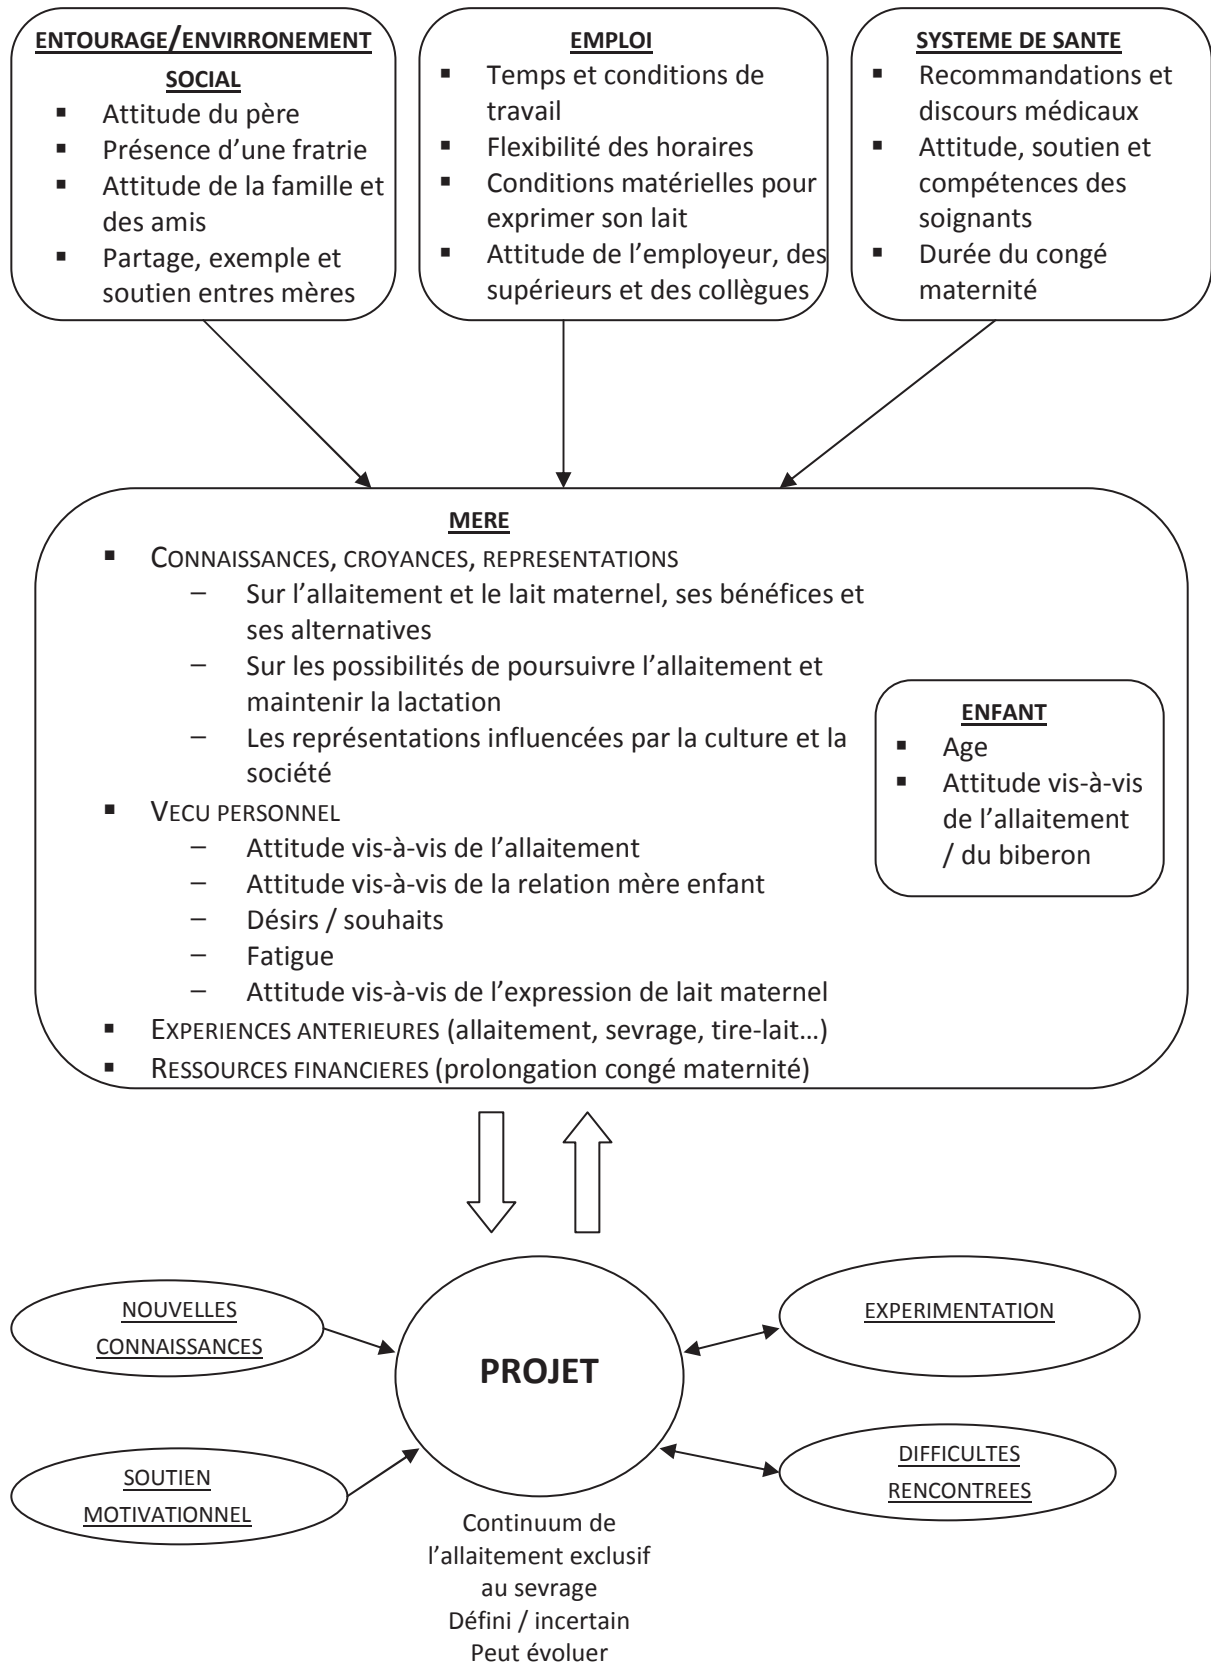 ENTOURAGE/ENVIRRONEMENT
SOCIAL
▪ Attitude du père
▪ Présence d'une fratrie
▪ Attitude de la famille et
des amis
▪ Partage, exemple et
soutien entres mères
EMPLOI
▪ Temps et conditions de
travail
▪ Flexibilité des horaires
▪ Conditions matérielles pour
exprimer son lait
▪ Attitude de l'employeur, des
supérieurs et des collègues
SYSTEME DE SANTE
▪ Recommandations et
discours médicaux
▪ Attitude, soutien et
compétences des
soignants
▪ Durée du congé
maternité
MERE
▪ CONNAISSANCES, CROYANCES, REPRESENTATIONS
– Sur l'allaitement et le lait maternel, ses bénéfices et
ses alternatives
– Sur les possibilités de poursuivre l'allaitement et
maintenir la lactation
– Les représentations influencées par la culture et la
société
▪ VECU PERSONNEL
– Attitude vis-à-vis de l'allaitement
– Attitude vis-à-vis de la relation mère enfant
– Désirs / souhaits
– Fatigue
– Attitude vis-à-vis de l'expression de lait maternel
▪ EXPERIENCES ANTERIEURES (allaitement, sevrage, tire-lait…)
▪ RESSOURCES FINANCIERES (prolongation congé maternité)
ENFANT
▪ Age
▪ Attitude vis-à-vis
de l'allaitement
/ du biberon
NOUVELLES
CONNAISSANCES
SOUTIEN
MOTIVATIONNEL
PROJET
EXPERIMENTATION
DIFFICULTES
RENCONTREES
Continuum de
l'allaitement exclusif
au sevrage
Défini / incertain
Peut évoluer